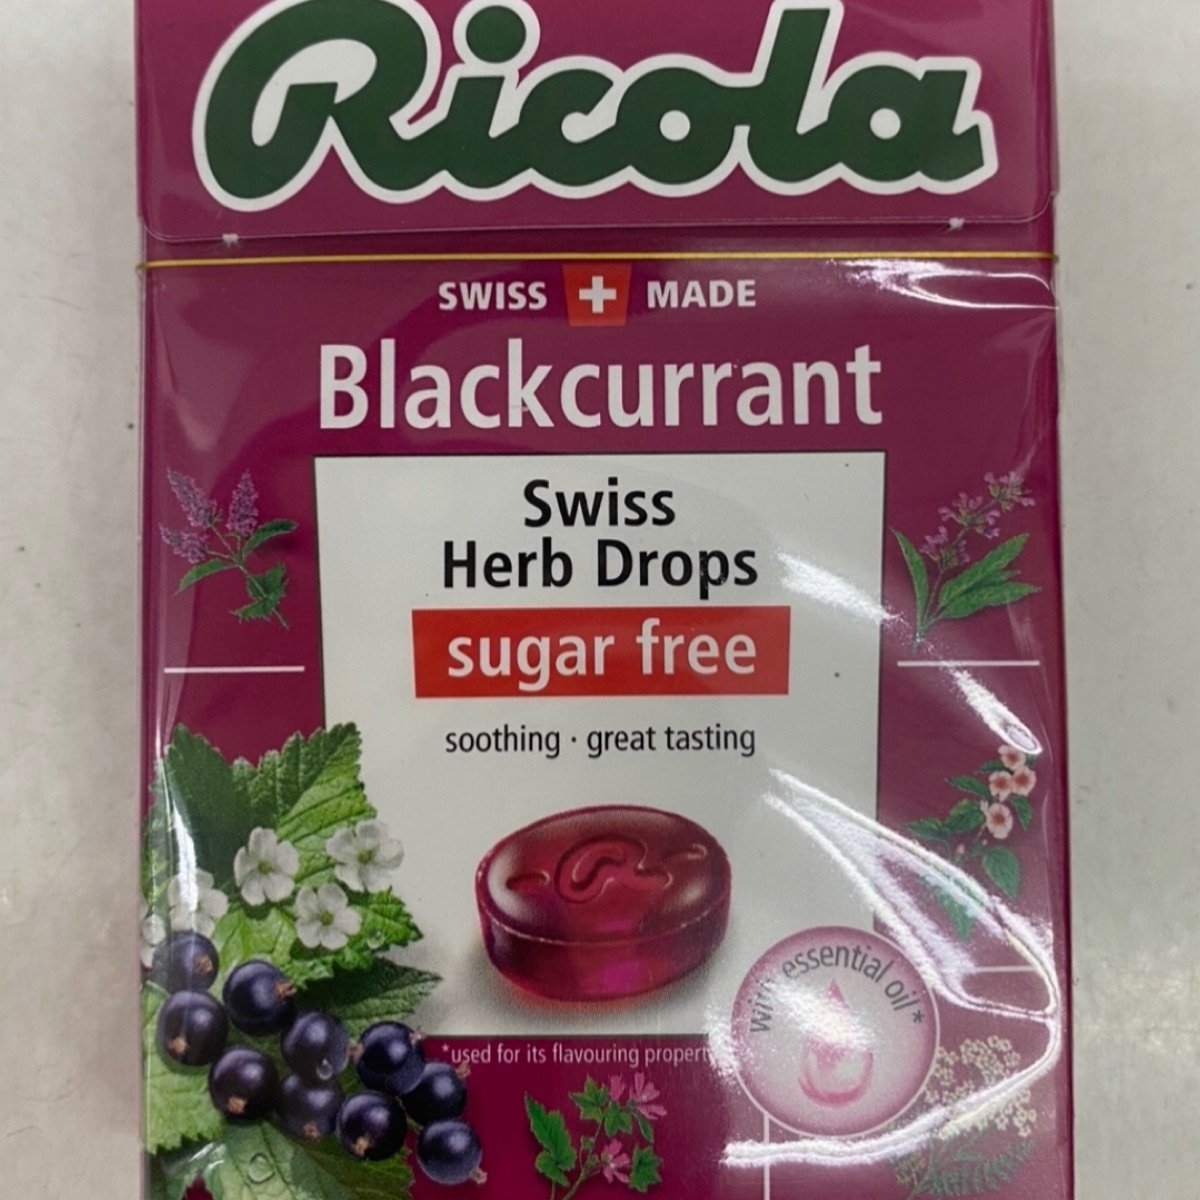 Ricola
SWISS MADE
Blackcurrant
Swiss
Herb Drops
sugar free
soothing · great tasting
with essential oil*
*used for its flavouring